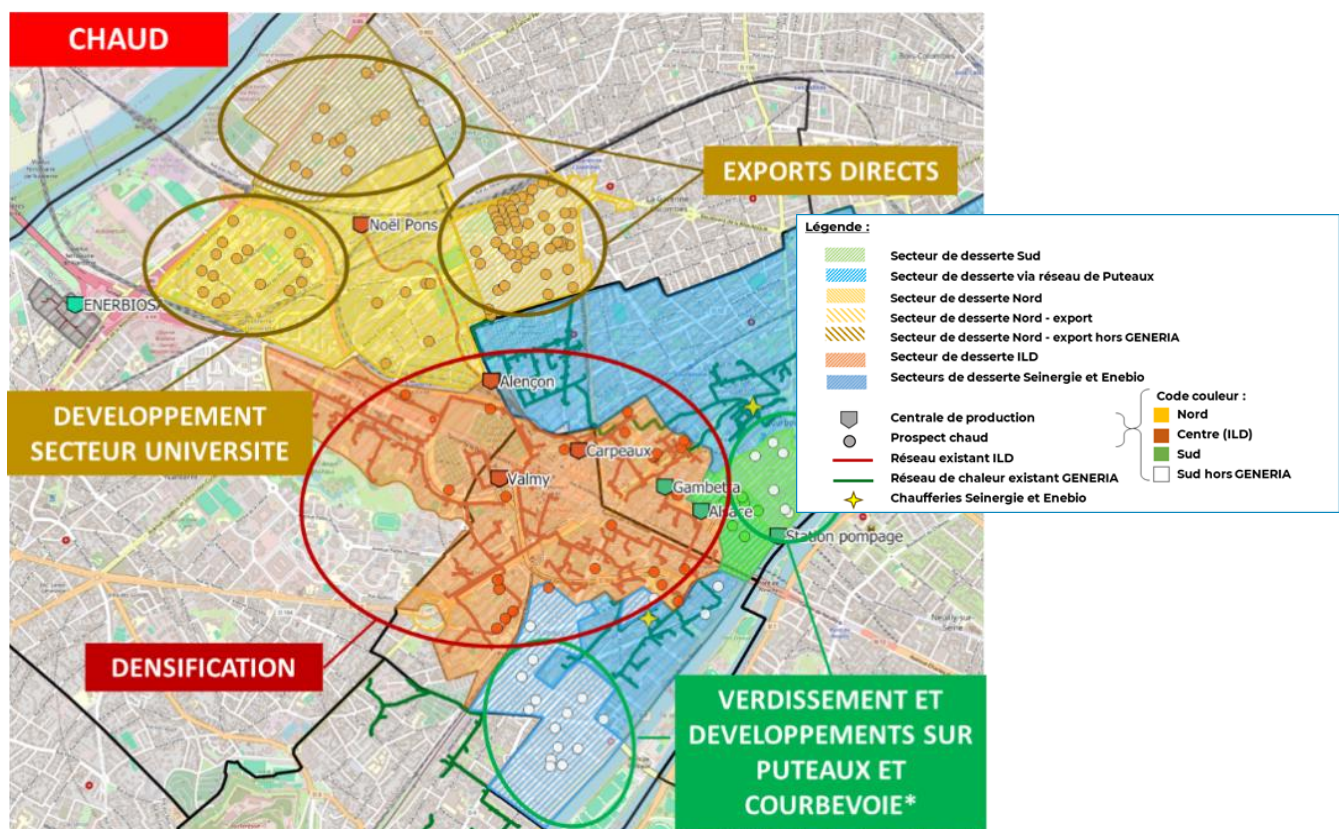 CHAUD
EXPORTS DIRECTS
Noël Pons
ENERBIOSA
Alençon
DEVELOPPEMENT
SECTEUR UNIVERSITE
Carpeaux
Valmy
Gambetta
Alsace
Station pompage
DENSIFICATION
VERDISSEMENT ET
DEVELOPPEMENTS SUR
PUTEAUX ET
COURBEVOIE*
Légende :
Secteur de desserte Sud
Secteur de desserte via réseau de Puteaux
Secteur de desserte Nord
Secteur de desserte Nord - export
Secteur de desserte Nord - export hors GENERIA
Secteur de desserte ILD
Secteurs de desserte Seinergie et Enebio
Centrale de production
Prospect chaud
Réseau existant ILD
Réseau de chaleur existant GENERIA
Chaufferies Seinergie et Enebio
Code couleur :
Nord
Centre (ILD)
Sud
Sud hors GENERIA